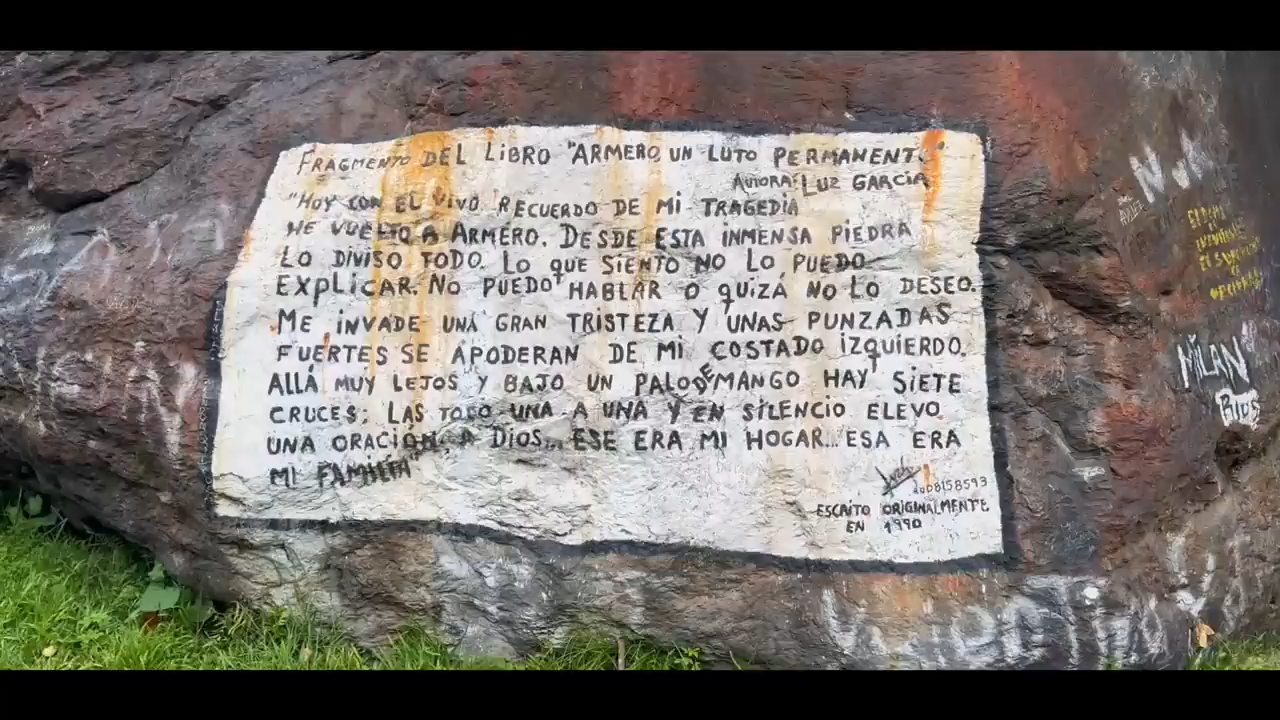 FRAGMENTO DEL LIBRO "ARMERO UN LUTO PERMANENTE"
AUTORA: LUZ GARCIA
"HOY CON EL VIVO RECUERDO DE MI TRAGEDIA
HE VUELTO A ARMERO. DESDE ESTA INMENSA PIEDRA
LO DIVISO TODO. LO QUE SIENTO NO LO PUEDO
EXPLICAR. NO PUEDO HABLAR O QUIZÁ NO LO DESEO.
ME INVADE UNA GRAN TRISTEZA Y UNAS PUNZADAS
FUERTES SE APODERAN DE MI COSTADO IZQUIERDO.
ALLÁ MUY LEJOS Y BAJO UN PALO DE MANGO HAY SIETE
CRUCES; LAS TOCO UNA A UNA Y EN SILENCIO ELEVO
UNA ORACIÓN A DIOS... ESE ERA MI HOGAR... ESA ERA
MI FAMILIA"
ESCRITO ORIGINALMENTE
EN 1990
MILAN
RIOS